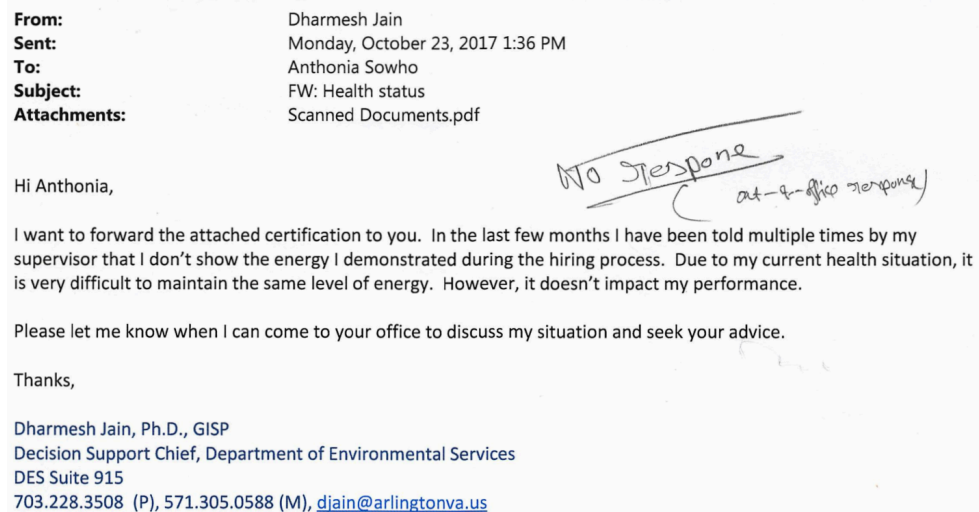 From: Dharmesh Jain
Sent: Monday, October 23, 2017 1:36 PM
To: Anthonia Sowho
Subject: FW: Health status
Attachments: Scanned Documents.pdf
No Respone
out-of-office response)
Hi Anthonia,
I want to forward the attached certification to you. In the last few months I have been told multiple times by my
supervisor that I don't show the energy I demonstrated during the hiring process. Due to my current health situation, it
is very difficult to maintain the same level of energy. However, it doesn't impact my performance.
Please let me know when I can come to your office to discuss my situation and seek your advice.
Thanks,
Dharmesh Jain, Ph.D., GISP
Decision Support Chief, Department of Environmental Services
DES Suite 915
703.228.3508 (P), 571.305.0588 (M), djain@arlingtonva.us